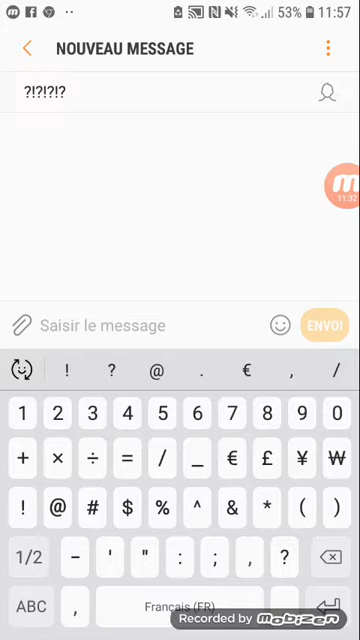 53% 11:57
NOUVEAU MESSAGE
?!?!?!?
11:32
Saisir le message ENVOI
! ? @ . € , /
1 2 3 4 5 6 7 8 9 0
+ × ÷ = / _ € £ ¥ ₩
! @ # $ % ^ & * ( )
1/2 - ' " : ; , ?
ABC , Français (FR)
Recorded by mobizen